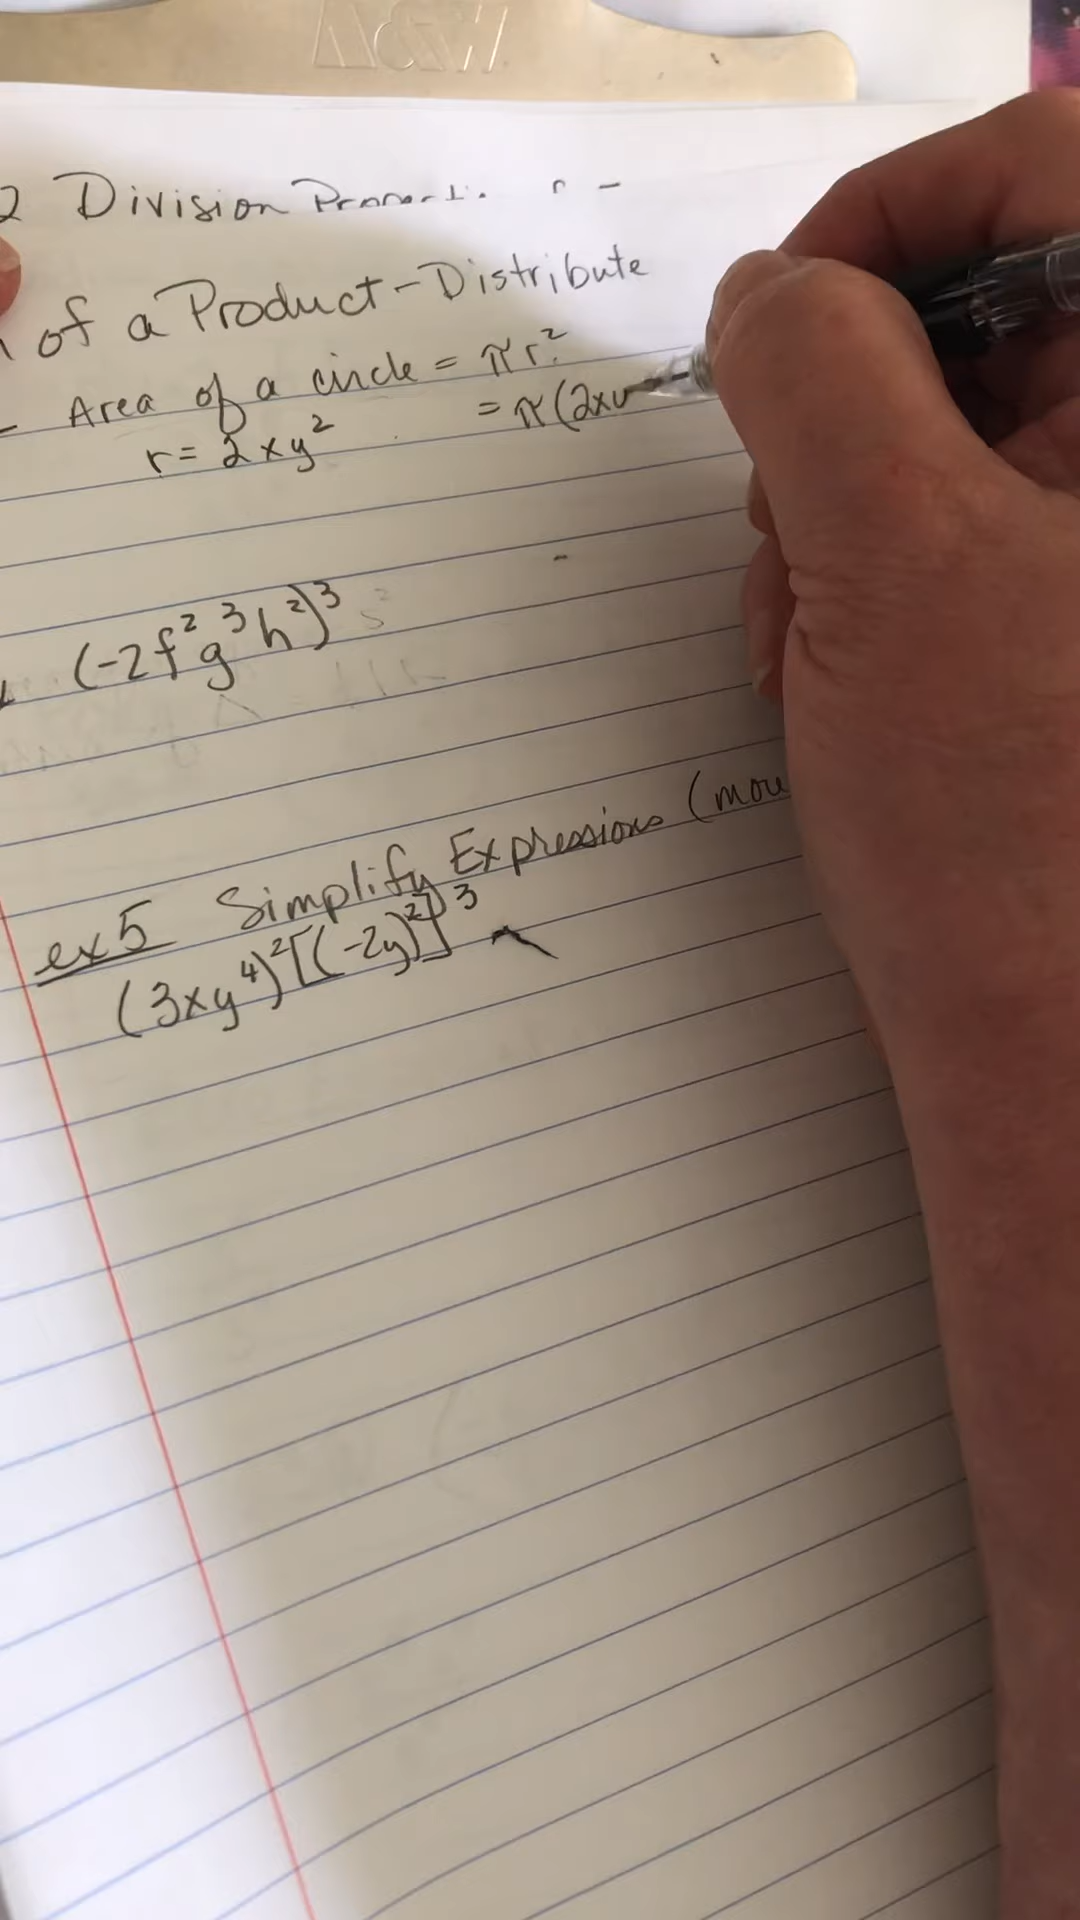 2 Division
of a Product - Distribute
Area of a circle = πr²
r = 2xy²
= π(2x
(-2f²g³h²)³
ex 5 Simplify Expressions (
(3xy⁴)²[(-2y)²]³